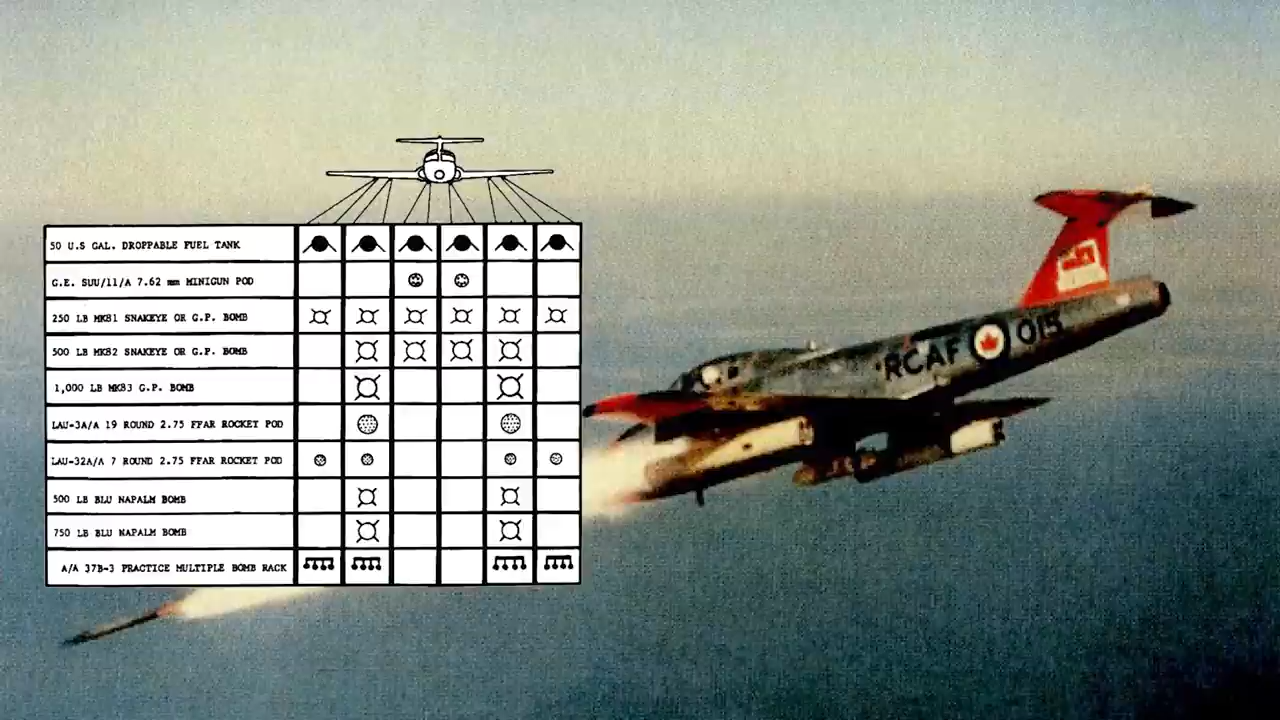 50 U.S GAL. DROPPABLE FUEL TANK
G.E. SUU/11/A 7.62 mm MINIGUN POD
250 LB MK81 SNAKEYE OR G.P. BOMB
500 LB MK82 SNAKEYE OR G.P. BOMB
1,000 LB MK83 G.P. BOMB
LAU-3A/A 19 ROUND 2.75 FFAR ROCKET POD
LAU-32A/A 7 ROUND 2.75 FFAR ROCKET POD
500 LB BLU NAPALM BOMB
750 LB BLU NAPALM BOMB
A/A 37B-3 PRACTICE MULTIPLE BOMB RACK
RCAF 015